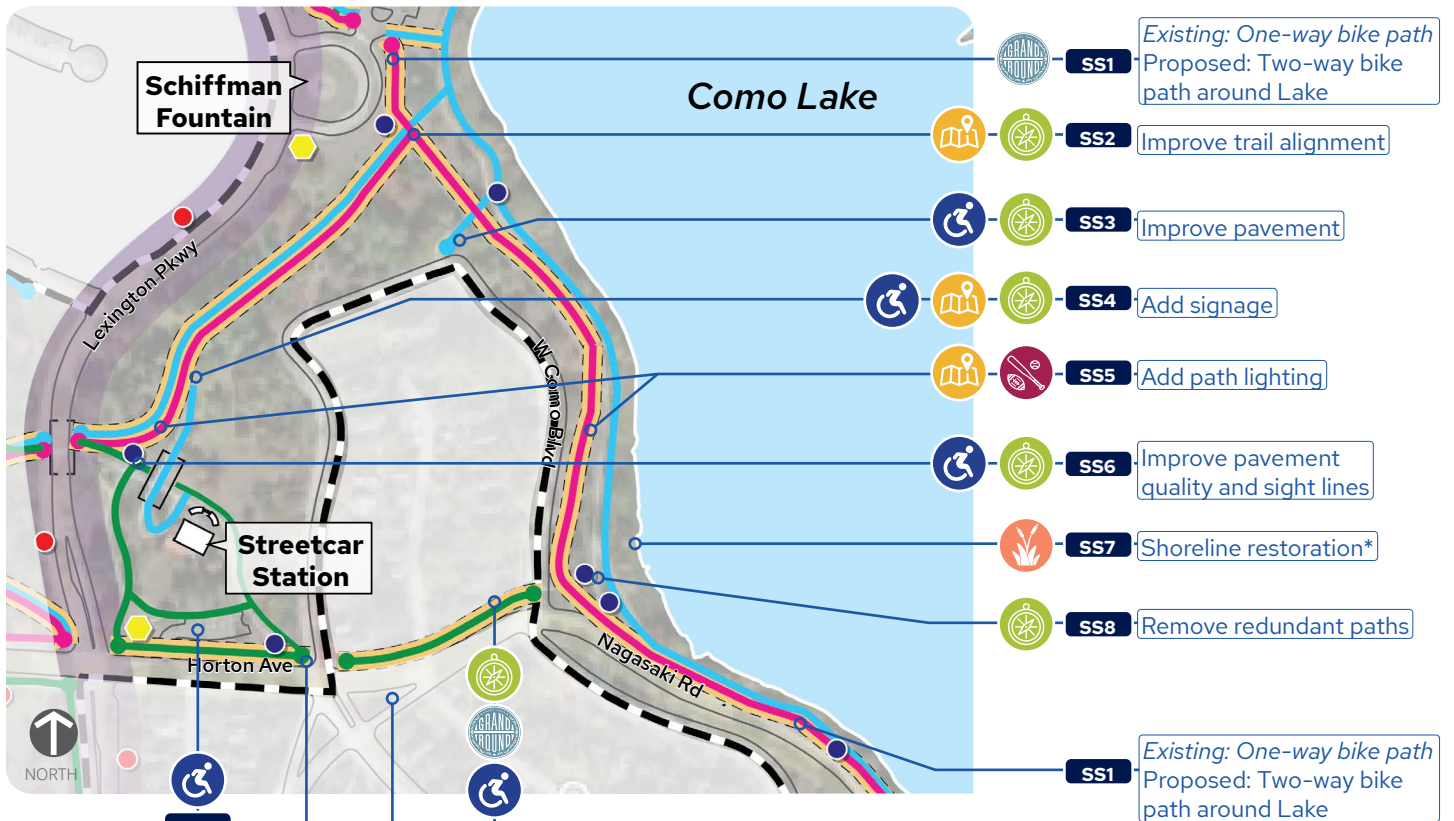 Schiffman
Fountain
Como Lake
Lexington Pkwy
W Como Blvd
Streetcar
Station
Horton Ave
Nagasaki Rd
NORTH
GRAND
ROUND
GRAND
ROUND
SS1
Existing: One-way bike path
Proposed: Two-way bike
path around Lake
SS2
Improve trail alignment
SS3
Improve pavement
SS4
Add signage
SS5
Add path lighting
SS6
Improve pavement
quality and sight lines
SS7
Shoreline restoration*
SS8
Remove redundant paths
SS1
Existing: One-way bike path
Proposed: Two-way bike
path around Lake